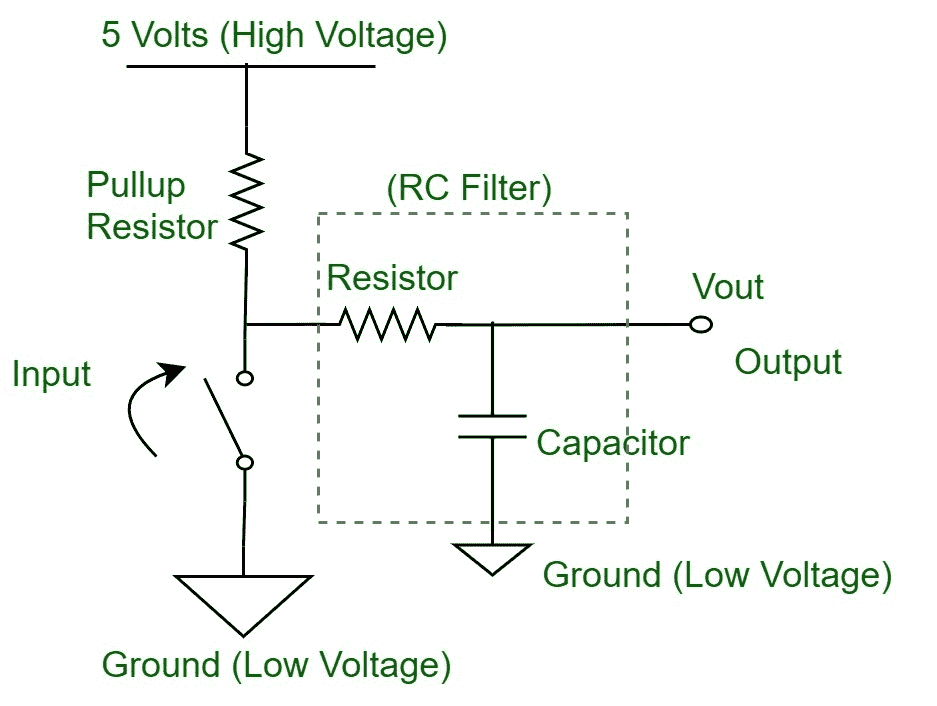 5 Volts (High Voltage)
Pullup
Resistor
(RC Filter)
Resistor
Vout
Output
Input
Capacitor
Ground (Low Voltage)
Ground (Low Voltage)